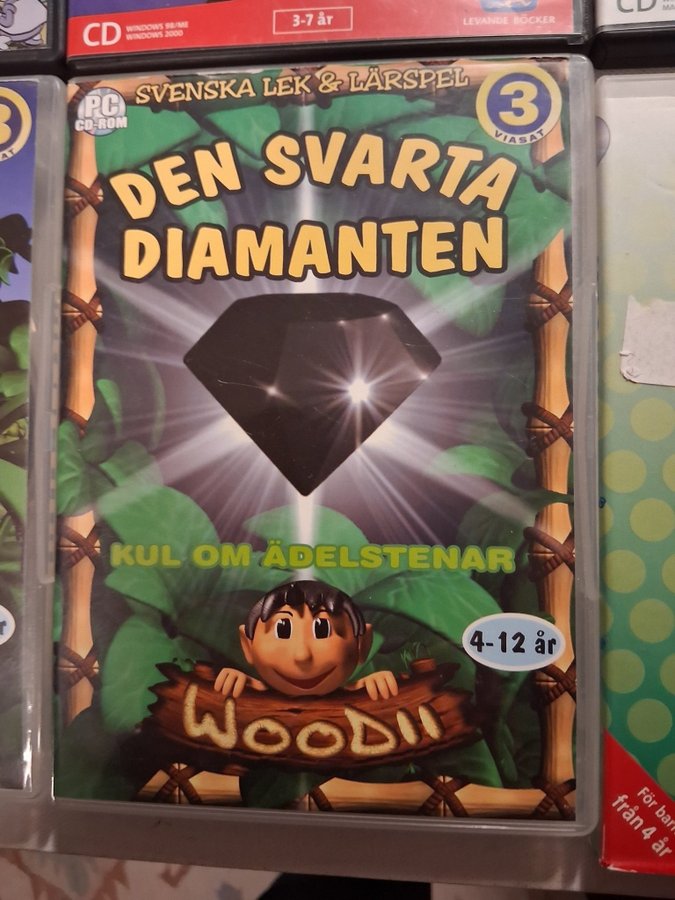 CD WINDOWS 98/ME
WINDOWS 2000
3-7 år
LEVANDE BÖCKER
CD
PC
CD-ROM
SVENSKA LEK & LÄRSPEL
3
VIASAT
DEN SVARTA
DIAMANTEN
KUL OM ÄDELSTENAR
4-12 år
WOODII
För barn
från 4 år